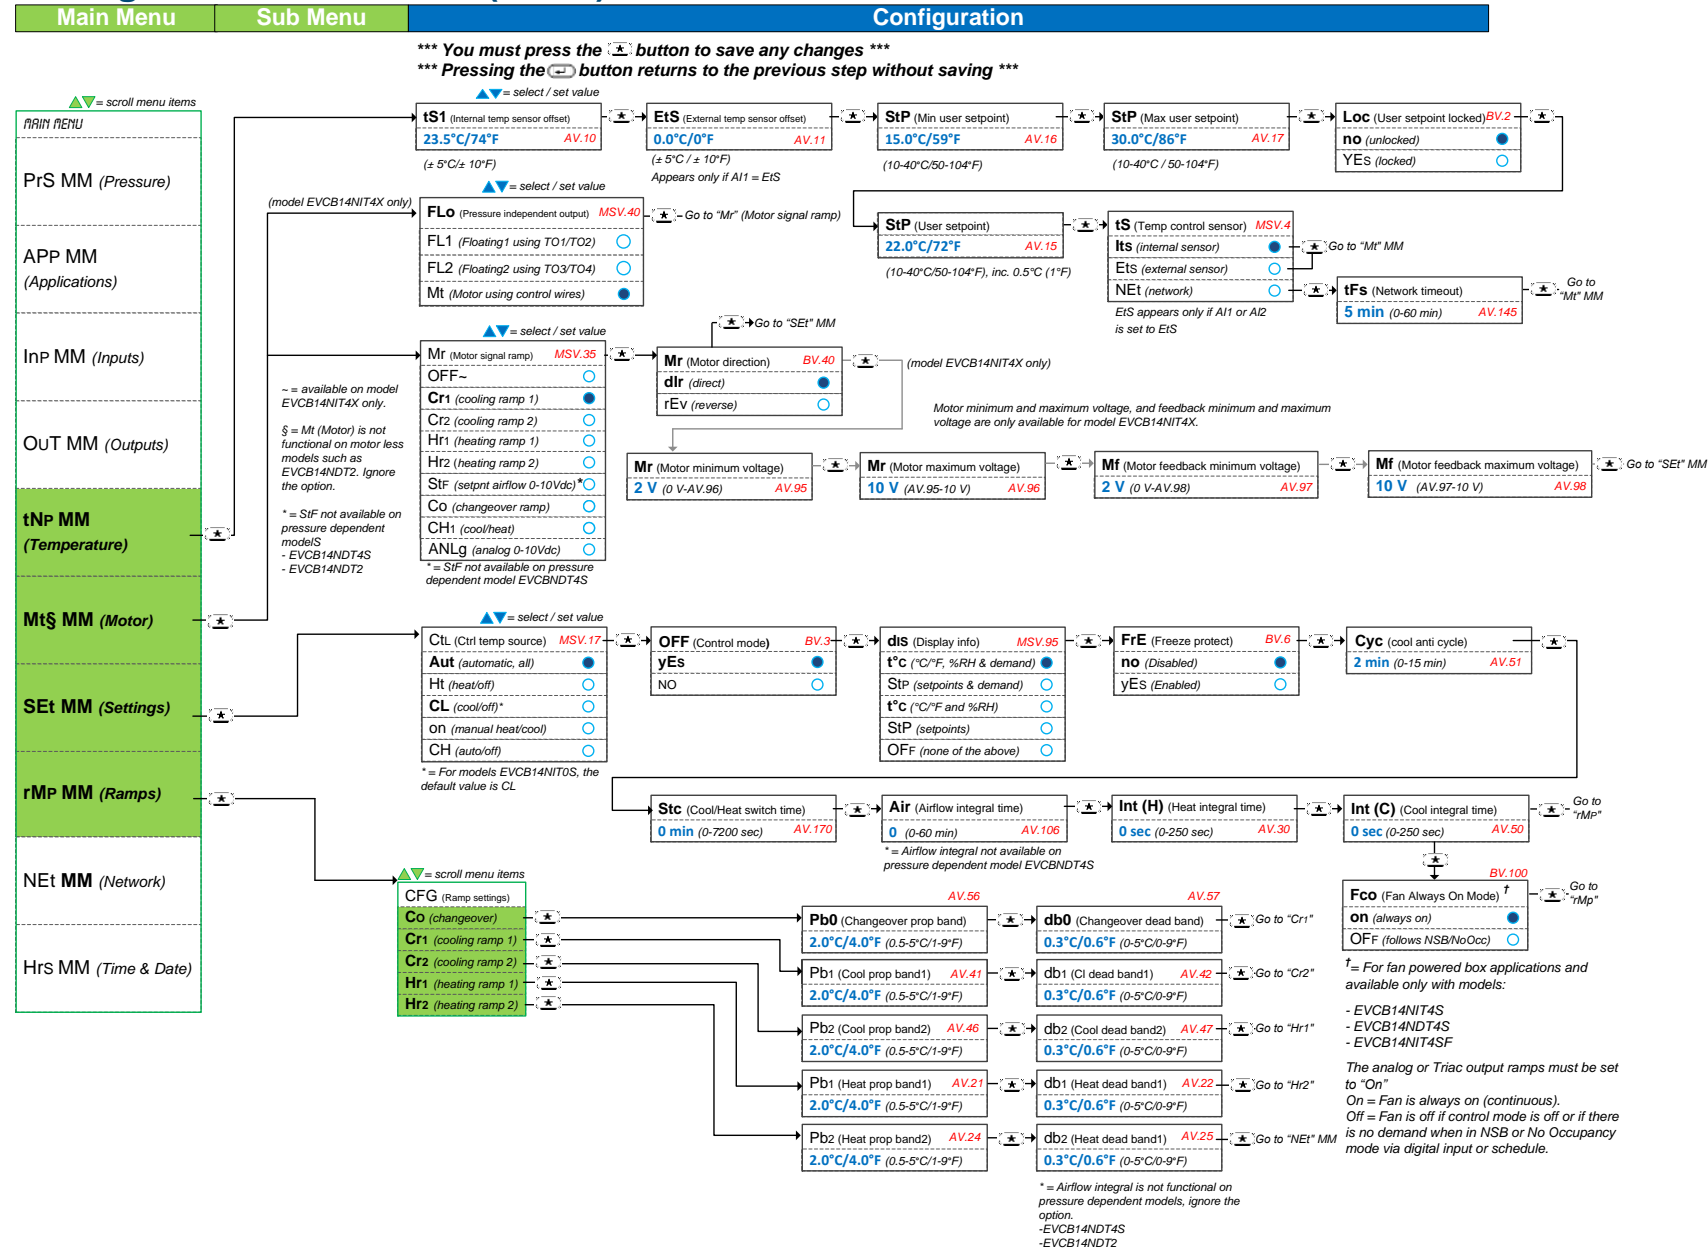 Main Menu
Sub Menu
Configuration
*** You must press the * button to save any changes ***
*** Pressing the ↵ button returns to the previous step without saving ***
▲▼= scroll menu items
MAIN MENU
PrS MM (Pressure)
APP MM
(Applications)
InP MM (Inputs)
OUT MM (Outputs)
tNP MM
(Temperature)
*
Mt§ MM (Motor)
*
SEt MM (Settings)
*
rMP MM (Ramps)
*
NEt MM (Network)
HrS MM (Time & Date)
▲▼= select / set value
tS1 (Internal temp sensor offset)
23.5°C/74°F AV.10
(± 5°C/± 10°F)
*
EtS (External temp sensor offset)
0.0°C/0°F AV.11
(± 5°C / ± 10°F)
Appears only if AI1 = EtS
*
StP (Min user setpoint)
15.0°C/59°F AV.16
(10-40°C/50-104°F)
*
StP (Max user setpoint)
30.0°C/86°F AV.17
(10-40°C / 50-104°F)
*
Loc (User setpoint locked) BV.2
no (unlocked)
YES (locked)
*
StP (User setpoint)
22.0°C/72°F AV.15
(10-40°C/50-104°F), inc. 0.5°C (1°F)
*
tS (Temp control sensor) MSV.4
Its (internal sensor)
Ets (external sensor)
NEt (network)
* Go to “Mt” MM
EtS appears only if AI1 or AI2
is set to EtS
*
tFs (Network timeout)
5 min (0-60 min) AV.145
* Go to
“Mt” MM
▲▼= select / set value
(model EVCB14NIT4X only)
FLo (Pressure independent output) MSV.40
FL1 (Floating1 using TO1/TO2)
FL2 (Floating2 using TO3/TO4)
Mt (Motor using control wires)
* Go to “Mr” (Motor signal ramp)
▲▼= select / set value
Mr (Motor signal ramp) MSV.35
OFF~
Cr1 (cooling ramp 1)
Cr2 (cooling ramp 2)
Hr1 (heating ramp 1)
Hr2 (heating ramp 2)
StF (setpnt airflow 0-10Vdc)*
Co (changeover ramp)
CH1 (cool/heat)
ANLg (analog 0-10Vdc)
* = StF not available on pressure
dependent model EVCBNDT4S
~ = available on model
EVCB14NIT4X only.
§ = Mt (Motor) is not
functional on motor less
models such as
EVCB14NDT2. Ignore
the option.
* = StF not available on
pressure dependent
modelS
- EVCB14NDT4S
- EVCB14NDT2
*
* Go to “SEt” MM
Mr (Motor direction) BV.40
dIr (direct)
rEv (reverse)
* (model EVCB14NIT4X only)
Motor minimum and maximum voltage, and feedback minimum and maximum
voltage are only available for model EVCB14NIT4X.
Mr (Motor minimum voltage)
2 V (0 V-AV.96) AV.95
*
Mr (Motor maximum voltage)
10 V (AV.95-10 V) AV.96
*
Mf (Motor feedback minimum voltage)
2 V (0 V-AV.98) AV.97
*
Mf (Motor feedback maximum voltage)
10 V (AV.97-10 V) AV.98
* Go to “SEt” MM
▲▼= select / set value
CtL (Ctrl temp source) MSV.17
Aut (automatic, all)
Ht (heat/off)
CL (cool/off)*
on (manual heat/cool)
CH (auto/off)
* = For models EVCB14NIT0S, the
default value is CL
*
OFF (Control mode) BV.3
yEs
NO
*
dIS (Display info) MSV.95
t°c (°C/°F, %RH & demand)
StP (setpoints & demand)
t°c (°C/°F and %RH)
StP (setpoints)
OFF (none of the above)
*
FrE (Freeze protect) BV.6
no (Disabled)
yES (Enabled)
*
Cyc (cool anti cycle)
2 min (0-15 min) AV.51
*
Stc (Cool/Heat switch time)
0 min (0-7200 sec) AV.170
*
Air (Airflow integral time)
0 (0-60 min) AV.106
* = Airflow integral not available on
pressure dependent model EVCBNDT4S
*
Int (H) (Heat integral time)
0 sec (0-250 sec) AV.30
*
Int (C) (Cool integral time)
0 sec (0-250 sec) AV.50
* Go to
“rMP”
*
BV.100
Fco (Fan Always On Mode) †
on (always on)
OFF (follows NSB/NoOcc)
* Go to
“rMp”
†= For fan powered box applications and
available only with models:
- EVCB14NIT4S
- EVCB14NDT4S
- EVCB14NIT4SF
The analog or Triac output ramps must be set
to “On”
On = Fan is always on (continuous).
Off = Fan is off if control mode is off or if there
is no demand when in NSB or No Occupancy
mode via digital input or schedule.
▲▼= scroll menu items
CFG (Ramp settings)
Co (changeover) *
Cr1 (cooling ramp 1) *
Cr2 (cooling ramp 2) *
Hr1 (heating ramp 1) *
Hr2 (heating ramp 2) *
AV.56 AV.57
Pb0 (Changeover prop band) * db0 (Changeover dead band) * Go to “Cr1”
2.0°C/4.0°F (0.5-5°C/1-9°F) 0.3°C/0.6°F (0-5°C/0-9°F)
Pb1 (Cool prop band1) AV.41 * db1 (Cl dead band1) AV.42 * Go to “Cr2”
2.0°C/4.0°F (0.5-5°C/1-9°F) 0.3°C/0.6°F (0-5°C/0-9°F)
Pb2 (Cool prop band2) AV.46 * db2 (Cool dead band2) AV.47 * Go to “Hr1”
2.0°C/4.0°F (0.5-5°C/1-9°F) 0.3°C/0.6°F (0-5°C/0-9°F)
Pb1 (Heat prop band1) AV.21 * db1 (Heat dead band1) AV.22 * Go to “Hr2”
2.0°C/4.0°F (0.5-5°C/1-9°F) 0.3°C/0.6°F (0-5°C/0-9°F)
Pb2 (Heat prop band2) AV.24 * db2 (Heat dead band1) AV.25 * Go to “NEt” MM
2.0°C/4.0°F (0.5-5°C/1-9°F) 0.3°C/0.6°F (0-5°C/0-9°F)
* = Airflow integral is not functional on
pressure dependent models, ignore the
option.
-EVCB14NDT4S
-EVCB14NDT2